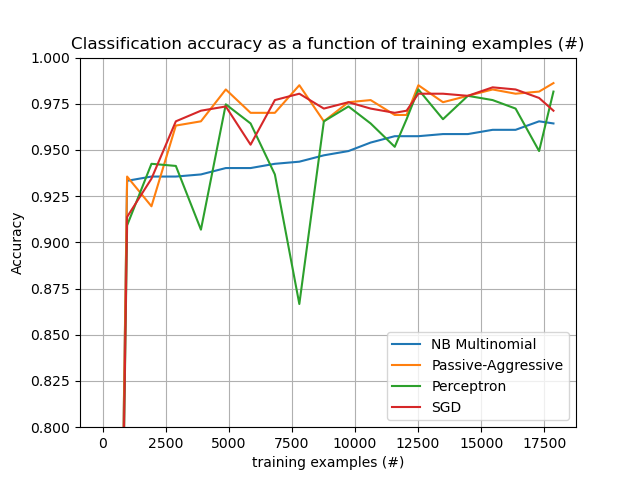 Classification accuracy as a function of training examples (#)
1.000
0.975
0.950
0.925
0.900
0.875
0.850
0.825
0.800
Accuracy
NB Multinomial
Passive-Aggressive
Perceptron
SGD
0 2500 5000 7500 10000 12500 15000 17500
training examples (#)